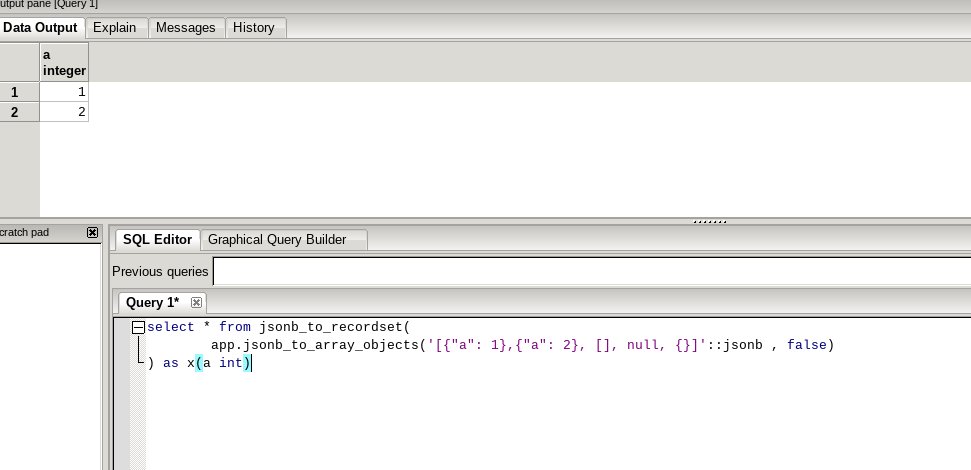 utput pane [Query 1]
Data Output Explain Messages History
a
integer
1 1
2 2
cratch pad
SQL Editor Graphical Query Builder
Previous queries
Query 1*
select * from jsonb_to_recordset(
app.jsonb_to_array_objects('[{"a": 1},{"a": 2}, [], null, {}]'::jsonb , false)
) as x(a int)